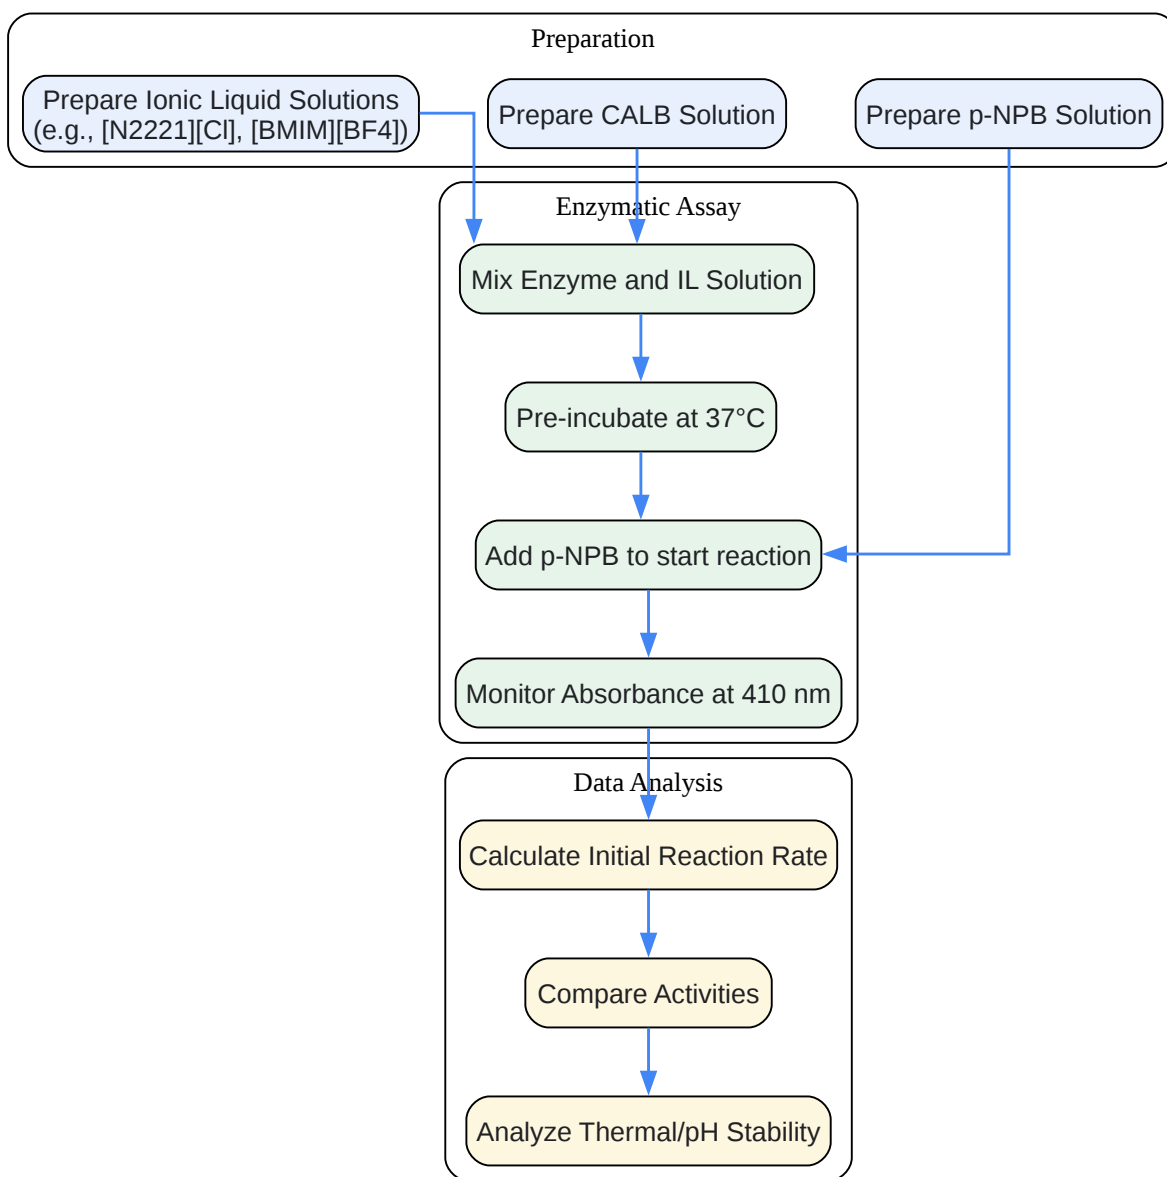 Preparation
Prepare Ionic Liquid Solutions
(e.g., [N2221][Cl], [BMIM][BF4])
Prepare CALB Solution
Prepare p-NPB Solution
Enzymatic Assay
Mix Enzyme and IL Solution
Pre-incubate at 37°C
Add p-NPB to start reaction
Monitor Absorbance at 410 nm
Data Analysis
Calculate Initial Reaction Rate
Compare Activities
Analyze Thermal/pH Stability